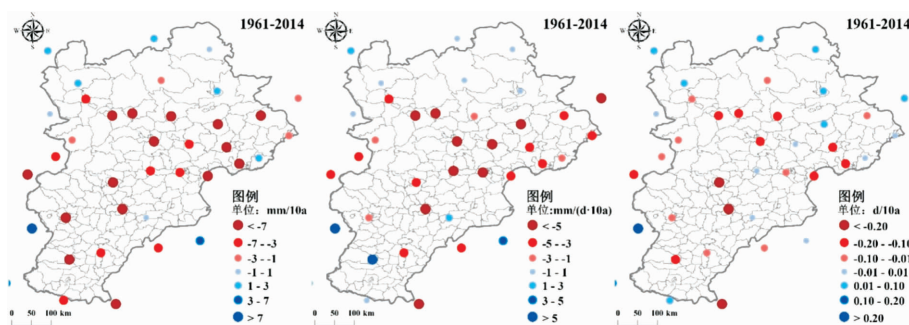 1961-2014
N
W E
S
图例
单位: mm/10a
< -7
-7 - -3
-3 - -1
-1 - 1
1 - 3
3 - 7
> 7
0 50 100 km
1961-2014
N
W E
S
图例
单位:mm/(d·10a)
< -5
-5 - -3
-3 - -1
-1 - 1
1 - 3
3 - 5
> 5
0 50 100 km
1961-2014
N
W E
S
图例
单位: d/10a
< -0.20
-0.20 - -0.10
-0.10 - -0.01
-0.01 - 0.01
0.01 - 0.10
0.10 - 0.20
> 0.20
0 50 100 km